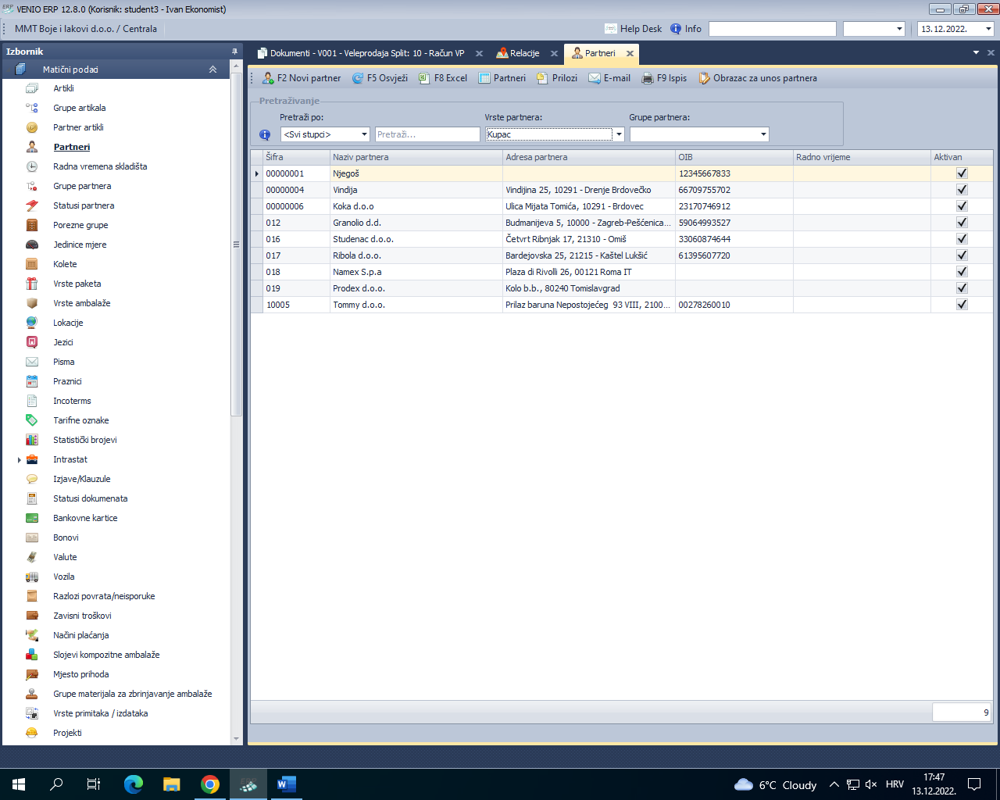 ERP VENIO ERP 12.8.0 (Korisnik: student3 - Ivan Ekonomist)
MMT Boje i lakovi d.o.o. / Centrala
Help Desk Info 13.12.2022.
Izbornik
Matični podaci
Artikli
Grupe artikala
Partner artikli
Partneri
Radna vremena skladišta
Grupe partnera
Statusi partnera
Porezne grupe
Jedinice mjere
Kolete
Vrste paketa
Vrste ambalaže
Lokacije
Jezici
Pisma
Praznici
Incoterms
Tarifne oznake
Statistički brojevi
Intrastat
Izjave/Klauzule
Statusi dokumenata
Bankovne kartice
Bonovi
Valute
Vozila
Razlozi povrata/neisporuke
Zavisni troškovi
Načini plaćanja
Slojevi kompozitne ambalaže
Mjesto prihoda
Grupe materijala za zbrinjavanje ambalaže
Vrste primitaka / izdataka
Projekti
Dokumenti - V001 - Veleprodaja Split: 10 - Račun VP Relacije Partneri
F2 Novi partner F5 Osvježi F8 Excel Partneri Prilozi E-mail F9 Ispis Obrazac za unos partnera
Pretraživanje
Pretraži po: Vrste partnera: Grupe partnera:
<Svi stupci> Pretraži... Kupac
Šifra Naziv partnera Adresa partnera OIB Radno vrijeme Aktivan
00000001 Njegoš 12345667833
00000004 Vindija Vindijina 25, 10291 - Drenje Brdovečko 66709755702
00000006 Koka d.o.o Ulica Mijata Tomića, 10291 - Brdovec 23170746912
012 Granolio d.d. Budmanijeva 5, 10000 - Zagreb-Pešćenica... 59064993527
016 Studenac d.o.o. Četvrt Ribnjak 17, 21310 - Omiš 33060874644
017 Ribola d.o.o. Bardejovska 25, 21215 - Kaštel Lukšić 61395607720
018 Namex S.p.a Plaza di Rivolli 26, 00121 Roma IT
019 Prodex d.o.o. Kolo b.b., 80240 Tomislavgrad
10005 Tommy d.o.o. Prilaz baruna Nepostojećeg 93 VIII, 2100... 00278260010
9
6°C Cloudy HRV 17:47
13.12.2022.